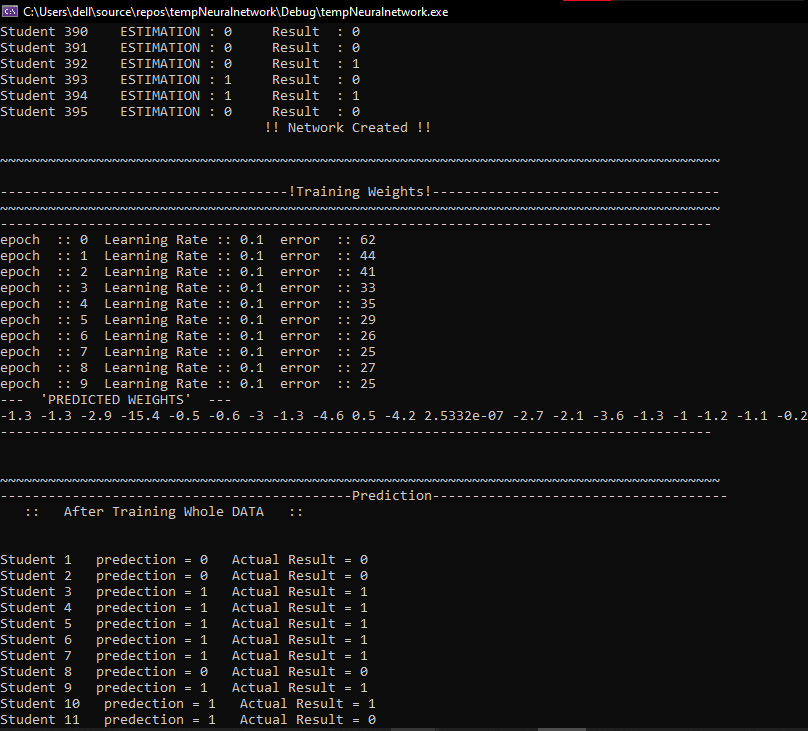 C:\Users\dell\source\repos\tempNeuralnetwork\Debug\tempNeuralnetwork.exe
Student 390    ESTIMATION : 0     Result  : 0
Student 391    ESTIMATION : 0     Result  : 0
Student 392    ESTIMATION : 0     Result  : 1
Student 393    ESTIMATION : 1     Result  : 0
Student 394    ESTIMATION : 1     Result  : 1
Student 395    ESTIMATION : 0     Result  : 0
!! Network Created !!
~~~~~~~~~~~~~~~~~~~~~~~~~~~~~~~~~~~~~~~~~~~~~~~~~~~~~~~~~~~~~~~~~~~~~~~~~~~~~~~~~~~~~~~~~~
------------------------------------!Training Weights!------------------------------------
~~~~~~~~~~~~~~~~~~~~~~~~~~~~~~~~~~~~~~~~~~~~~~~~~~~~~~~~~~~~~~~~~~~~~~~~~~~~~~~~~~~~~~~~~~
-----------------------------------------------------------------------------------------
epoch  :: 0  Learning Rate :: 0.1  error  :: 62
epoch  :: 1  Learning Rate :: 0.1  error  :: 44
epoch  :: 2  Learning Rate :: 0.1  error  :: 41
epoch  :: 3  Learning Rate :: 0.1  error  :: 33
epoch  :: 4  Learning Rate :: 0.1  error  :: 35
epoch  :: 5  Learning Rate :: 0.1  error  :: 29
epoch  :: 6  Learning Rate :: 0.1  error  :: 26
epoch  :: 7  Learning Rate :: 0.1  error  :: 25
epoch  :: 8  Learning Rate :: 0.1  error  :: 27
epoch  :: 9  Learning Rate :: 0.1  error  :: 25
---  'PREDICTED WEIGHTS'  ---
-1.3 -1.3 -2.9 -15.4 -0.5 -0.6 -3 -1.3 -4.6 0.5 -4.2 2.5332e-07 -2.7 -2.1 -3.6 -1.3 -1 -1.2 -1.1 -0.2
-----------------------------------------------------------------------------------------
~~~~~~~~~~~~~~~~~~~~~~~~~~~~~~~~~~~~~~~~~~~~~~~~~~~~~~~~~~~~~~~~~~~~~~~~~~~~~~~~~~~~~~~~~~
--------------------------------------------Prediction-------------------------------------
::   After Training Whole DATA   ::
Student 1   predection = 0   Actual Result = 0
Student 2   predection = 0   Actual Result = 0
Student 3   predection = 1   Actual Result = 1
Student 4   predection = 1   Actual Result = 1
Student 5   predection = 1   Actual Result = 1
Student 6   predection = 1   Actual Result = 1
Student 7   predection = 1   Actual Result = 1
Student 8   predection = 0   Actual Result = 0
Student 9   predection = 1   Actual Result = 1
Student 10   predection = 1   Actual Result = 1
Student 11   predection = 1   Actual Result = 0